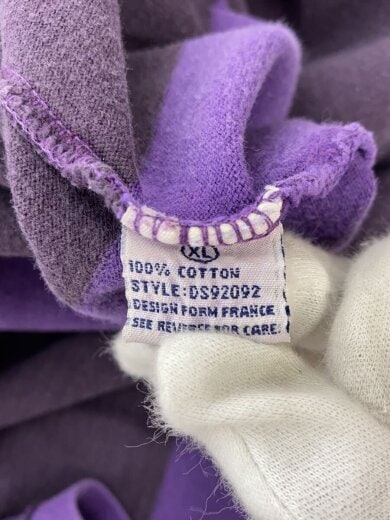 XL
100% COTTON
STYLE:DS92092
DESIGN FORM FRANCE
SEE REVERSE FOR CARE.